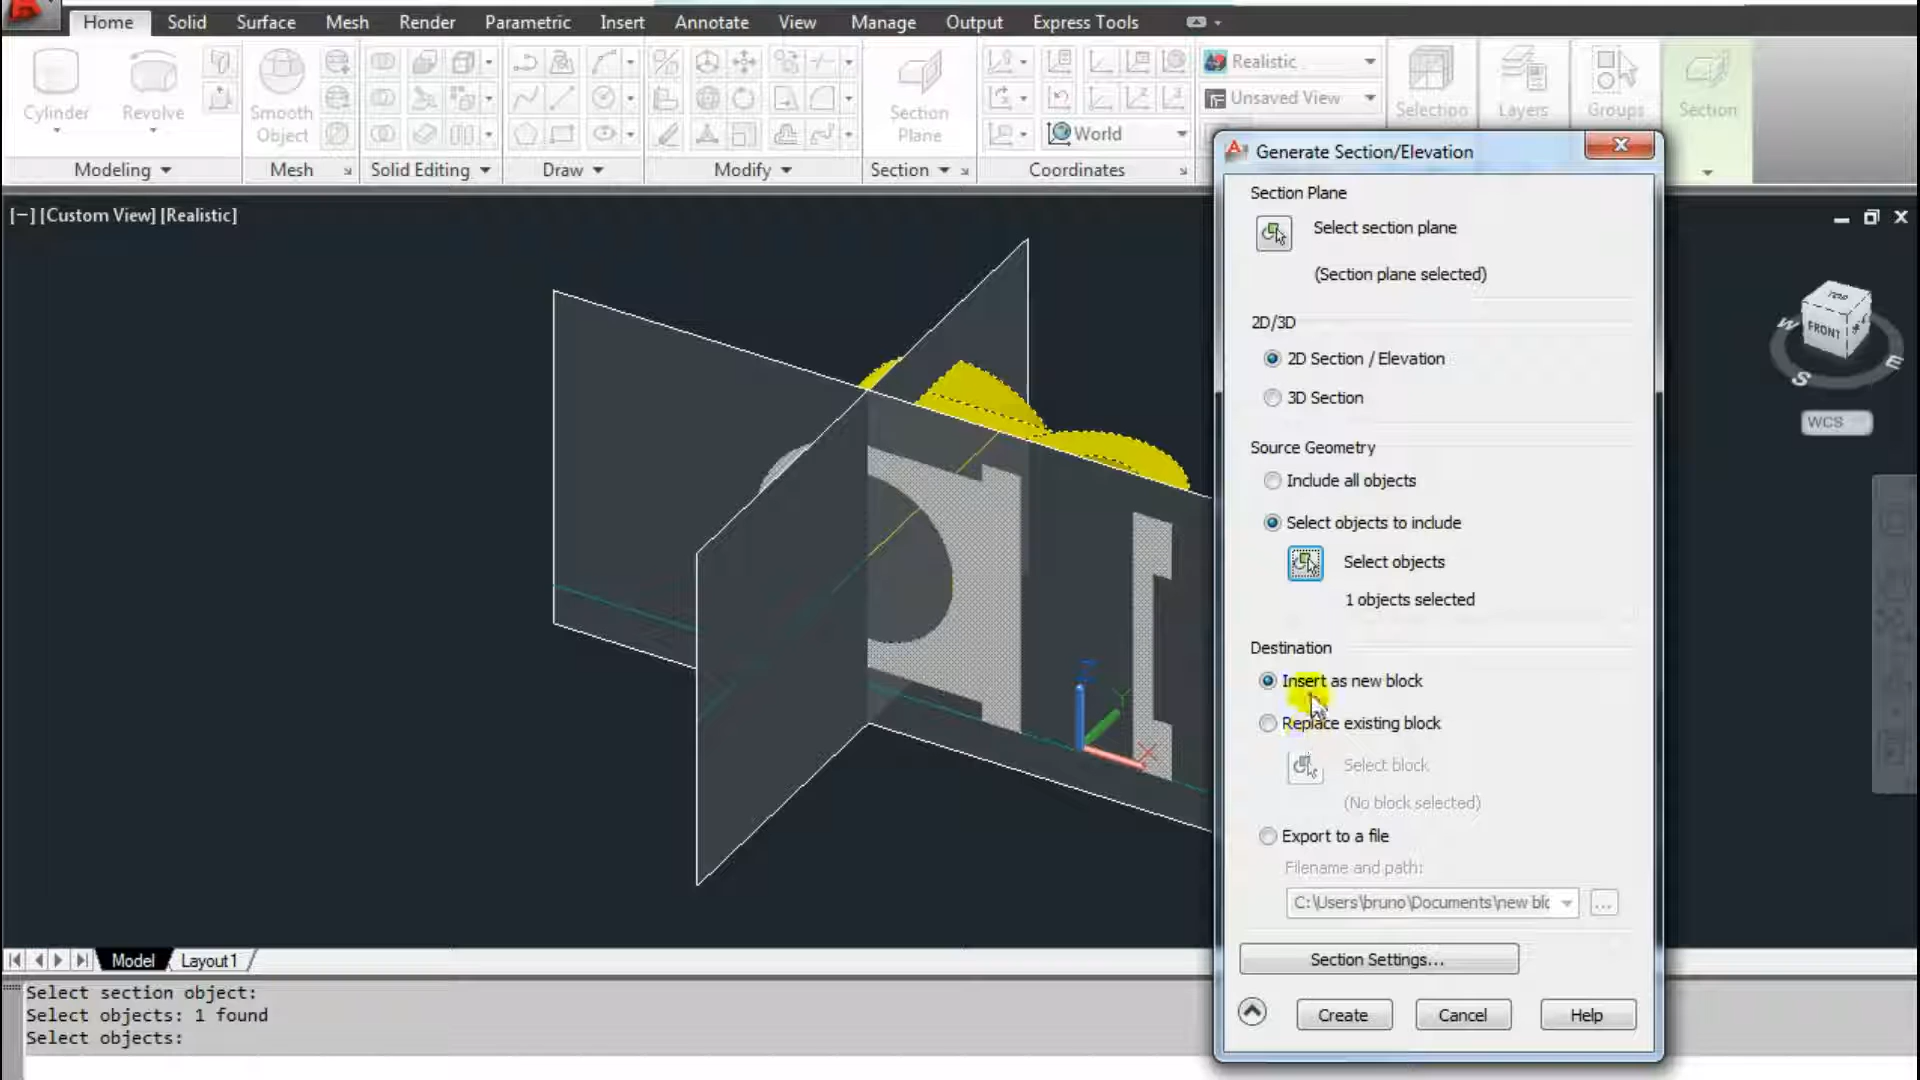 Home Solid Surface Mesh Render Parametric Insert Annotate View Manage Output Express Tools
Cylinder
Revolve
Smooth
Object
Section
Plane
Realistic
Unsaved View
World
Selection
Layers
Groups
Section
Modeling
Mesh
Solid Editing
Draw
Modify
Section
Coordinates
[−] [Custom View] [Realistic]
TOP
FRONT
W
S
E
WCS
Z
Y
X
Generate Section/Elevation
Section Plane
Select section plane
(Section plane selected)
2D/3D
2D Section / Elevation
3D Section
Source Geometry
Include all objects
Select objects to include
Select objects
1 objects selected
Destination
Insert as new block
Replace existing block
Select block
(No block selected)
Export to a file
Filename and path:
C:\Users\bruno\Documents\new blc
...
Section Settings...
Create
Cancel
Help
Model
Layout1
Select section object:
Select objects: 1 found
Select objects: